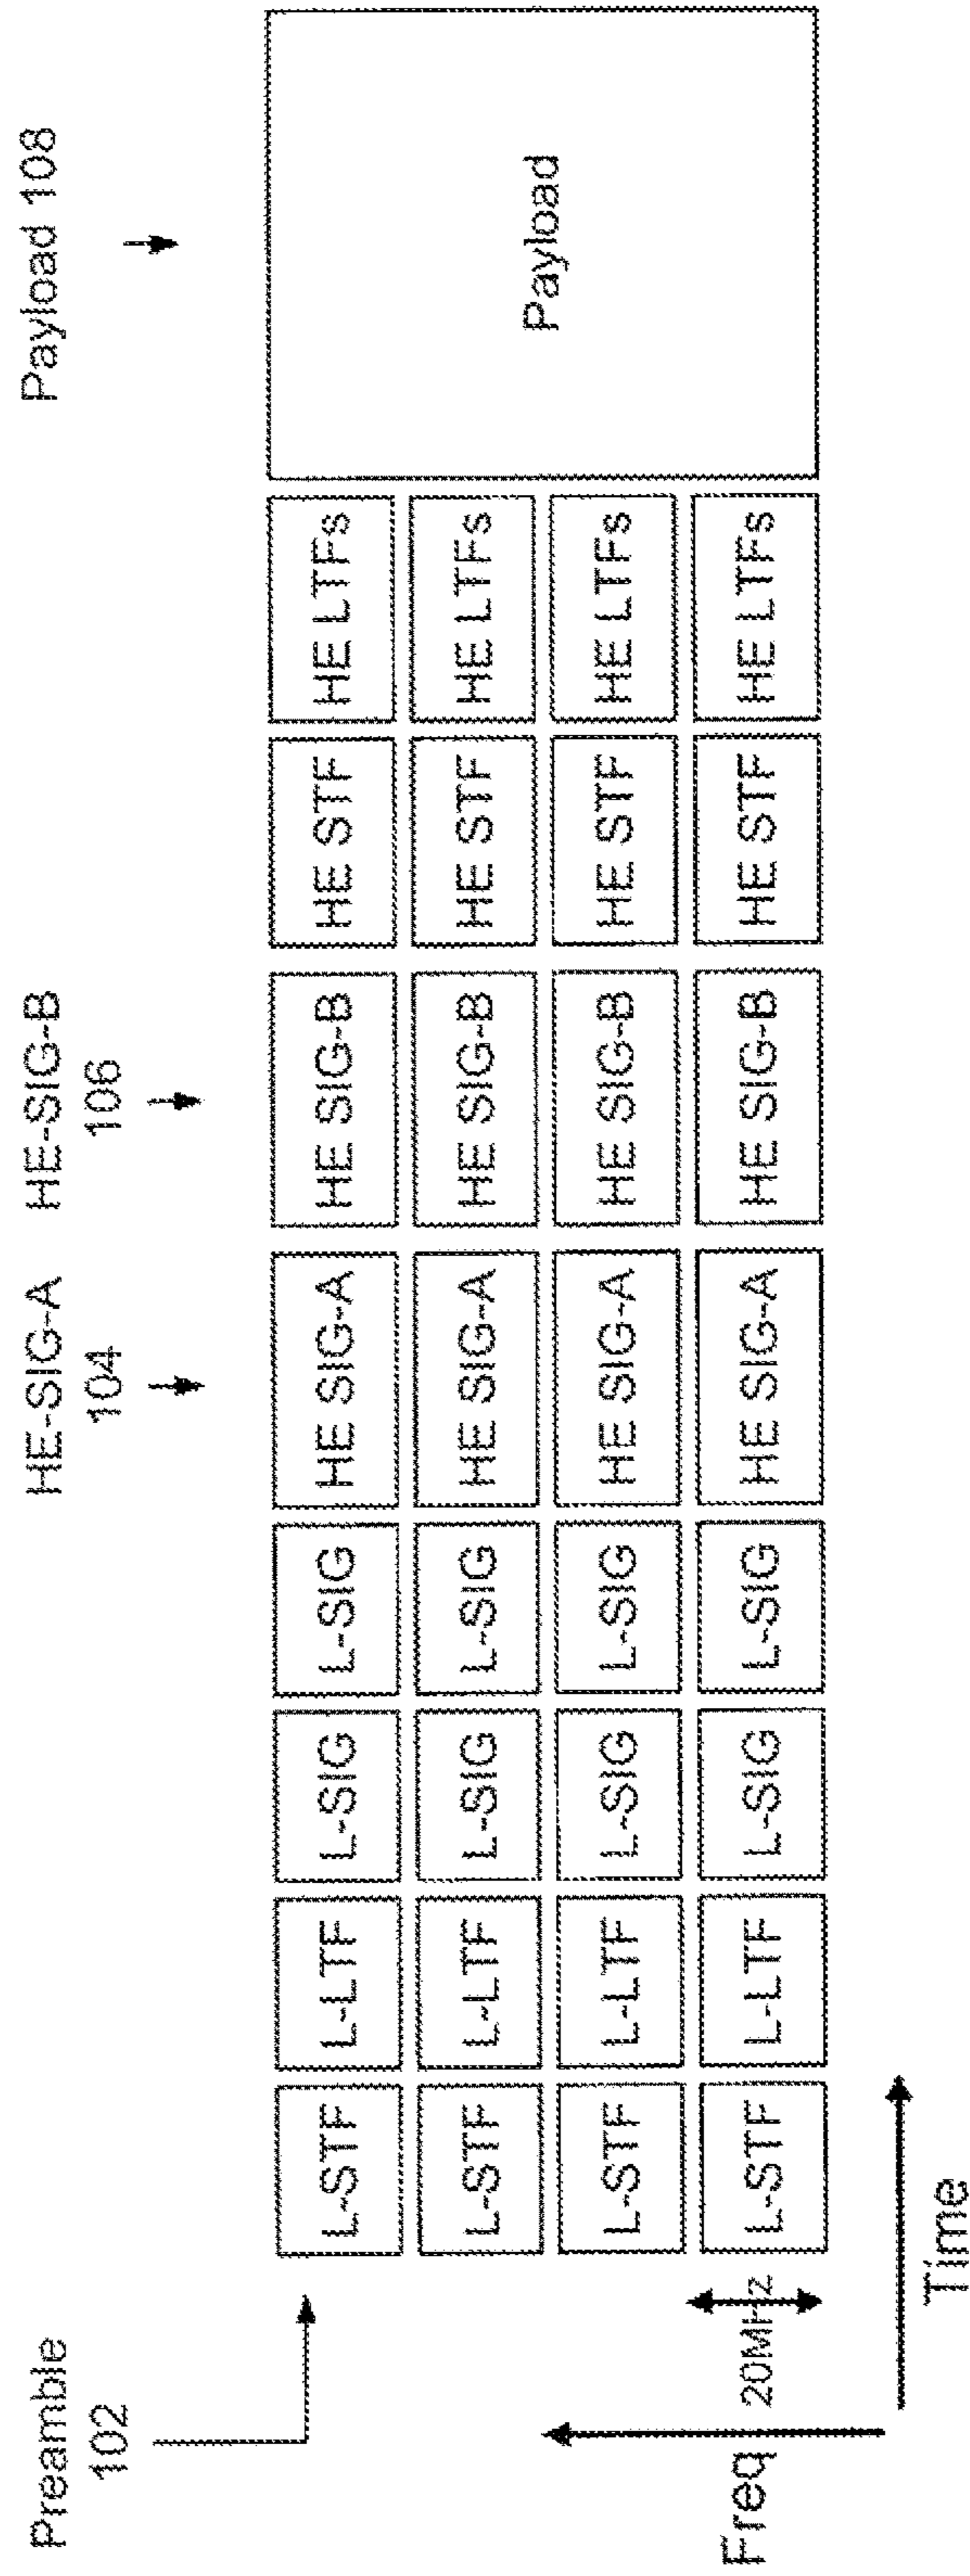 Preamble
102
HE-SIG-A
104
HE-SIG-B
106
Payload 108
L-STF L-LTF L-SIG L-SIG HE SIG-A HE SIG-B HE STF HE LTFs
L-STF L-LTF L-SIG L-SIG HE SIG-A HE SIG-B HE STF HE LTFs
L-STF L-LTF L-SIG L-SIG HE SIG-A HE SIG-B HE STF HE LTFs
L-STF L-LTF L-SIG L-SIG HE SIG-A HE SIG-B HE STF HE LTFs
Payload
Freq
20MHz
Time